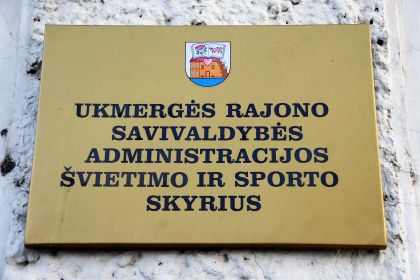 UKMERGĖS RAJONO
SAVIVALDYBĖS
ADMINISTRACIJOS
ŠVIETIMO IR SPORTO
SKYRIUS